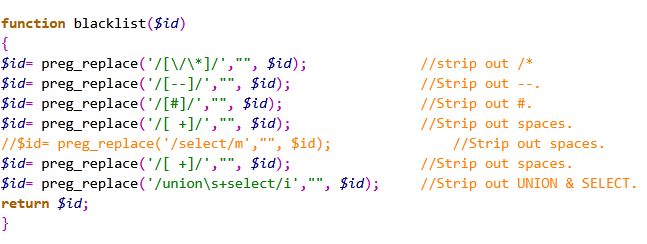 function blacklist($id)
{
$id= preg_replace('/[\/\*]/',"", $id);				//strip out /*
$id= preg_replace('/[--]/',"", $id);				//Strip out --.
$id= preg_replace('/[#]/',"", $id);				//Strip out #.
$id= preg_replace('/[ +]/',"", $id);				//Strip out spaces.
//$id= preg_replace('/select/m',"", $id);				//Strip out spaces.
$id= preg_replace('/[ +]/',"", $id);				//Strip out spaces.
$id= preg_replace('/union\s+select/i',"", $id);		//Strip out UNION & SELECT.
return $id;
}